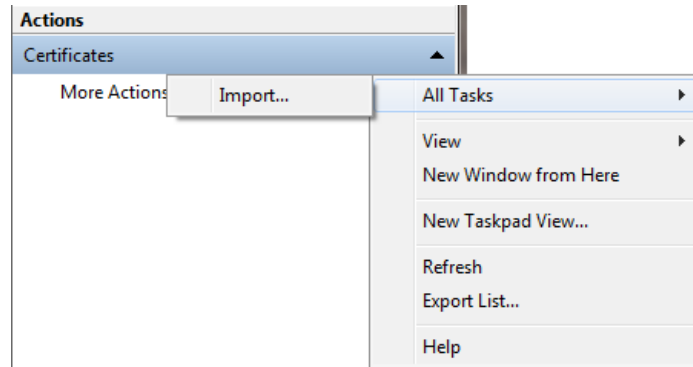 Actions
Certificates
More Actions
Import...
All Tasks
View
New Window from Here
New Taskpad View...
Refresh
Export List...
Help